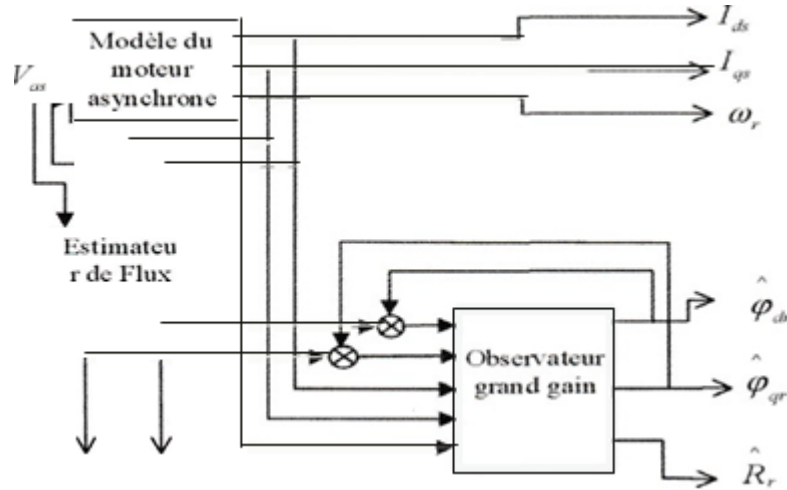 Modèle du
moteur
asynchrone
V_as
I_ds
I_qs
ω_r
Estimateu
r de Flux
Observateur
grand gain
φ̂_dr
φ̂_qr
R̂_r